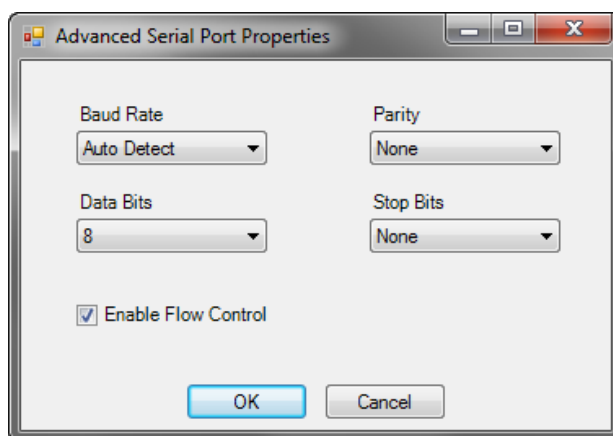 Advanced Serial Port Properties
Baud Rate
Parity
Auto Detect
None
Data Bits
Stop Bits
8
None
Enable Flow Control
OK
Cancel